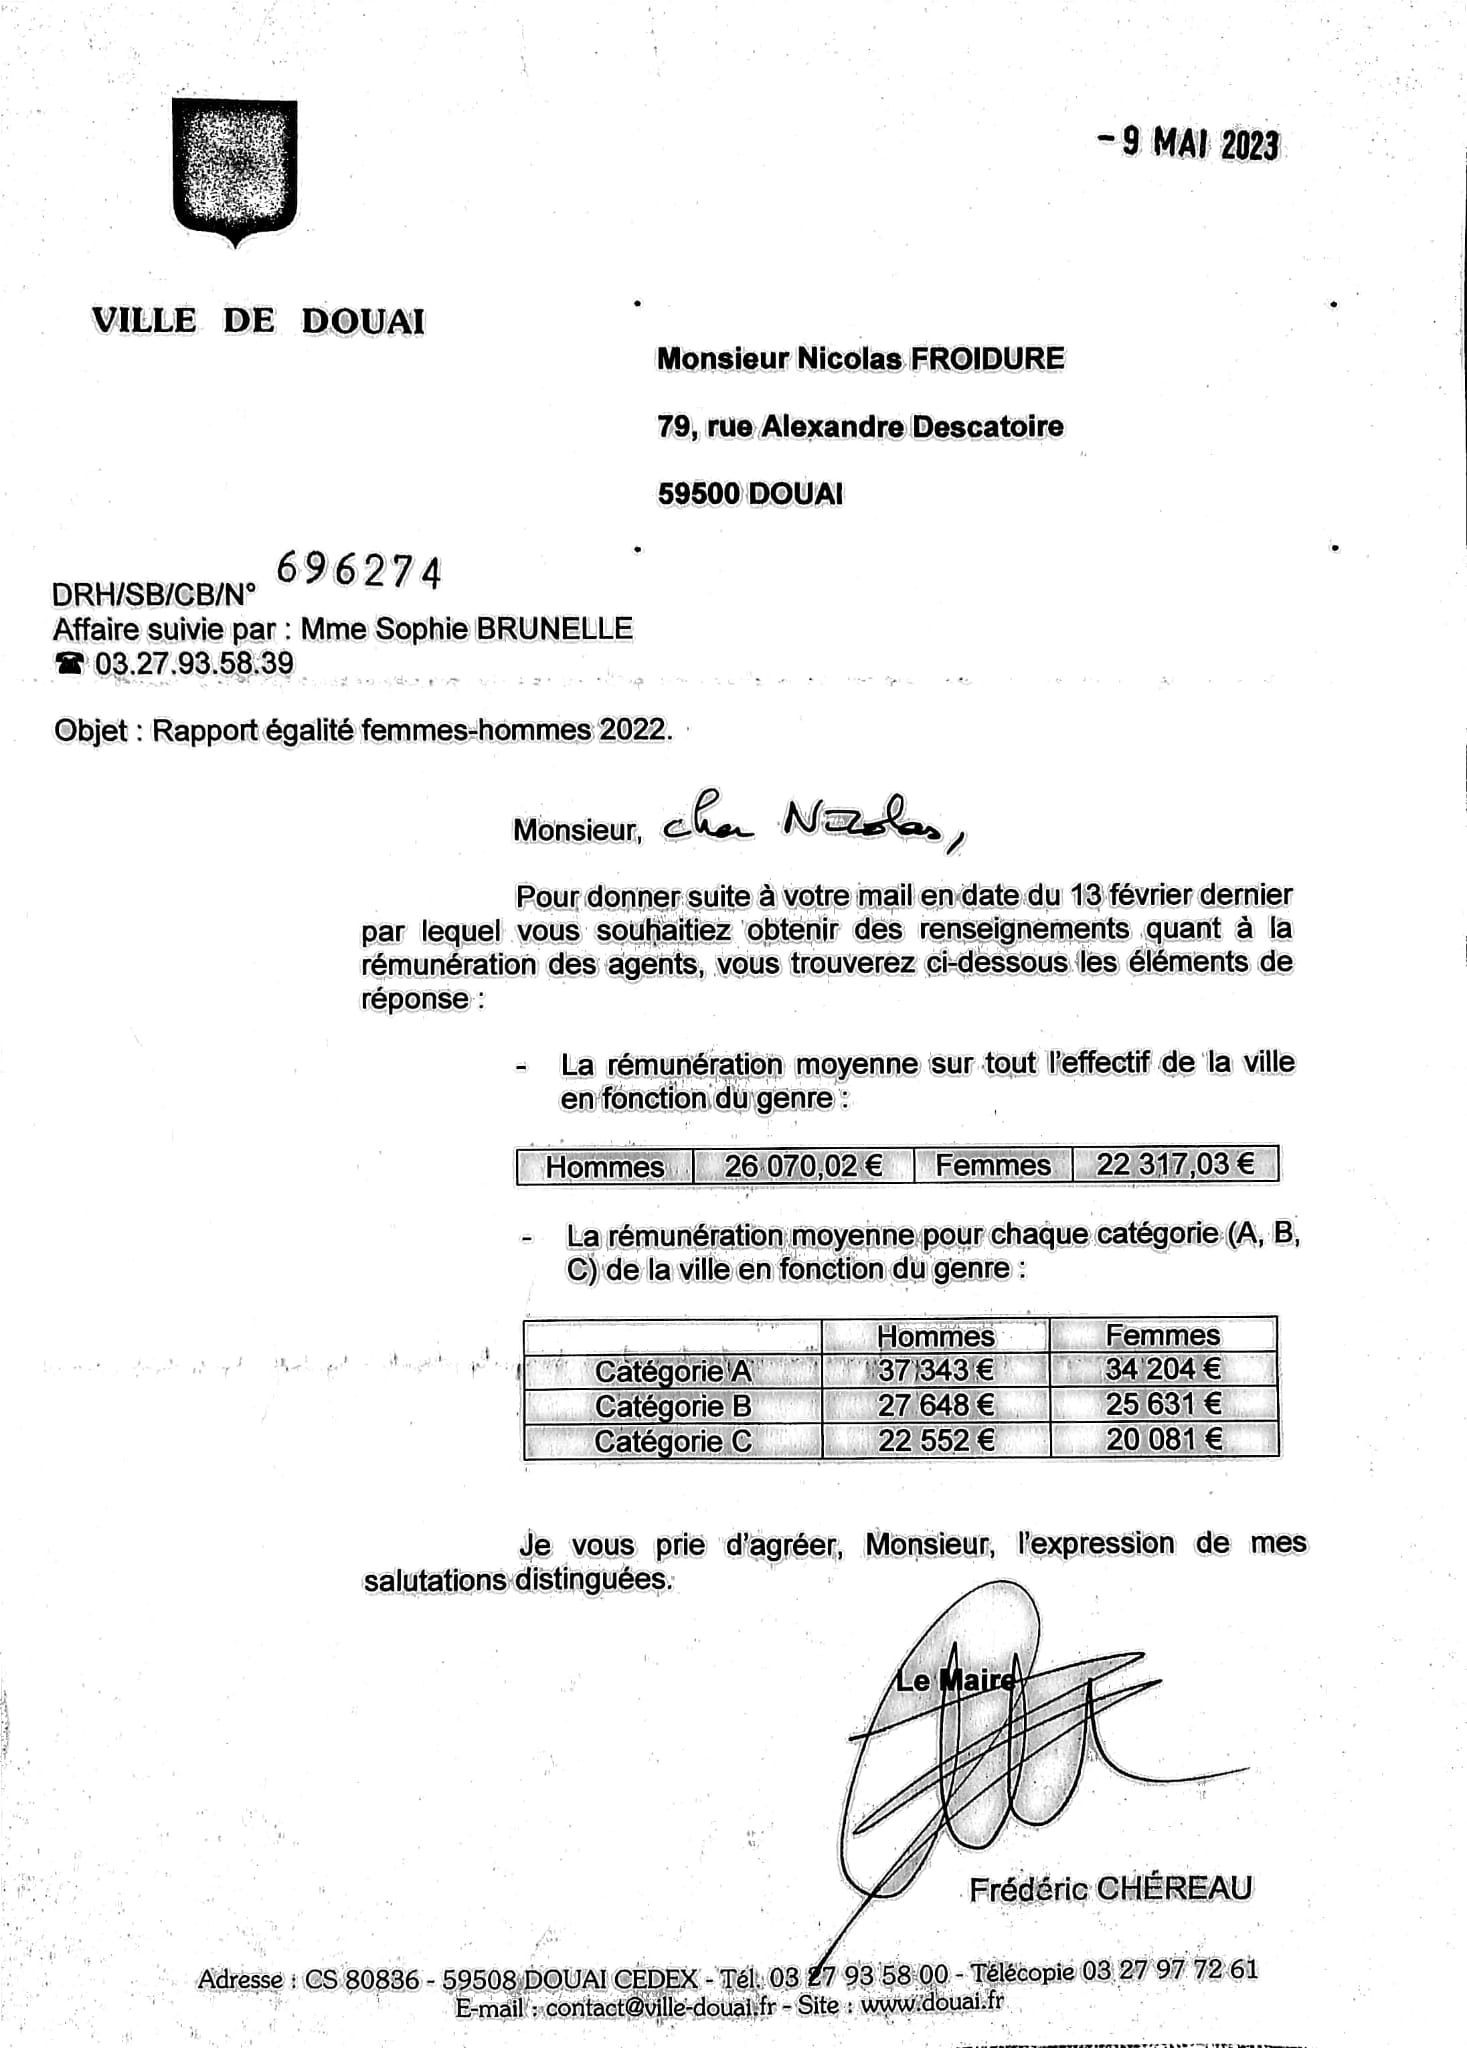 - 9 MAI 2023
VILLE DE DOUAI
Monsieur Nicolas FROIDURE
79, rue Alexandre Descatoire
59500 DOUAI
DRH/SB/CB/N° 696274
Affaire suivie par : Mme Sophie BRUNELLE
☎ 03.27.93.58.39
Objet : Rapport égalité femmes-hommes 2022.
Monsieur, cher Nicolas,
Pour donner suite à votre mail en date du 13 février dernier
par lequel vous souhaitiez obtenir des renseignements quant à la
rémunération des agents, vous trouverez ci-dessous les éléments de
réponse :
- La rémunération moyenne sur tout l'effectif de la ville
en fonction du genre :
Hommes 26 070,02 € Femmes 22 317,03 €
- La rémunération moyenne pour chaque catégorie (A, B,
C) de la ville en fonction du genre :
Hommes Femmes
Catégorie A 37 343 € 34 204 €
Catégorie B 27 648 € 25 631 €
Catégorie C 22 552 € 20 081 €
Je vous prie d'agréer, Monsieur, l'expression de mes
salutations distinguées.
Le Maire
Frédéric CHÉREAU
Adresse : CS 80836 - 59508 DOUAI CEDEX - Tél. 03 27 93 58 00 - Télécopie 03 27 97 72 61
E-mail : contact@ville-douai.fr - Site : www.douai.fr